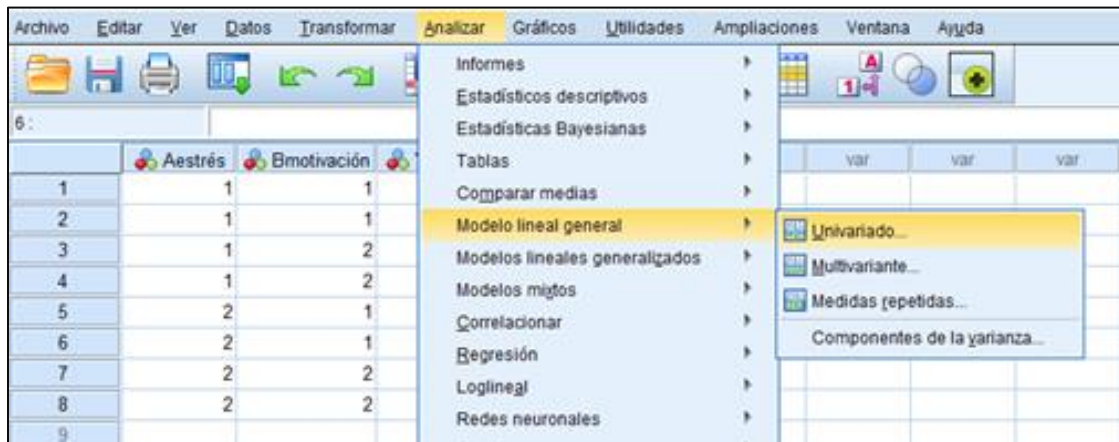 Archivo Editar Ver Datos Transformar Analizar Gráficos Utilidades Ampliaciones Ventana Ayuda
6 :
Aestrés Bmotivación var var var
1 1 1
2 1 1
3 1 2
4 1 2
5 2 1
6 2 1
7 2 2
8 2 2
9
Informes
Estadísticos descriptivos
Estadísticas Bayesianas
Tablas
Comparar medias
Modelo lineal general
Modelos lineales generalizados
Modelos mixtos
Correlacionar
Regresión
Loglineal
Redes neuronales
Univariado...
Multivariante...
Medidas repetidas...
Componentes de la varianza...
A
1